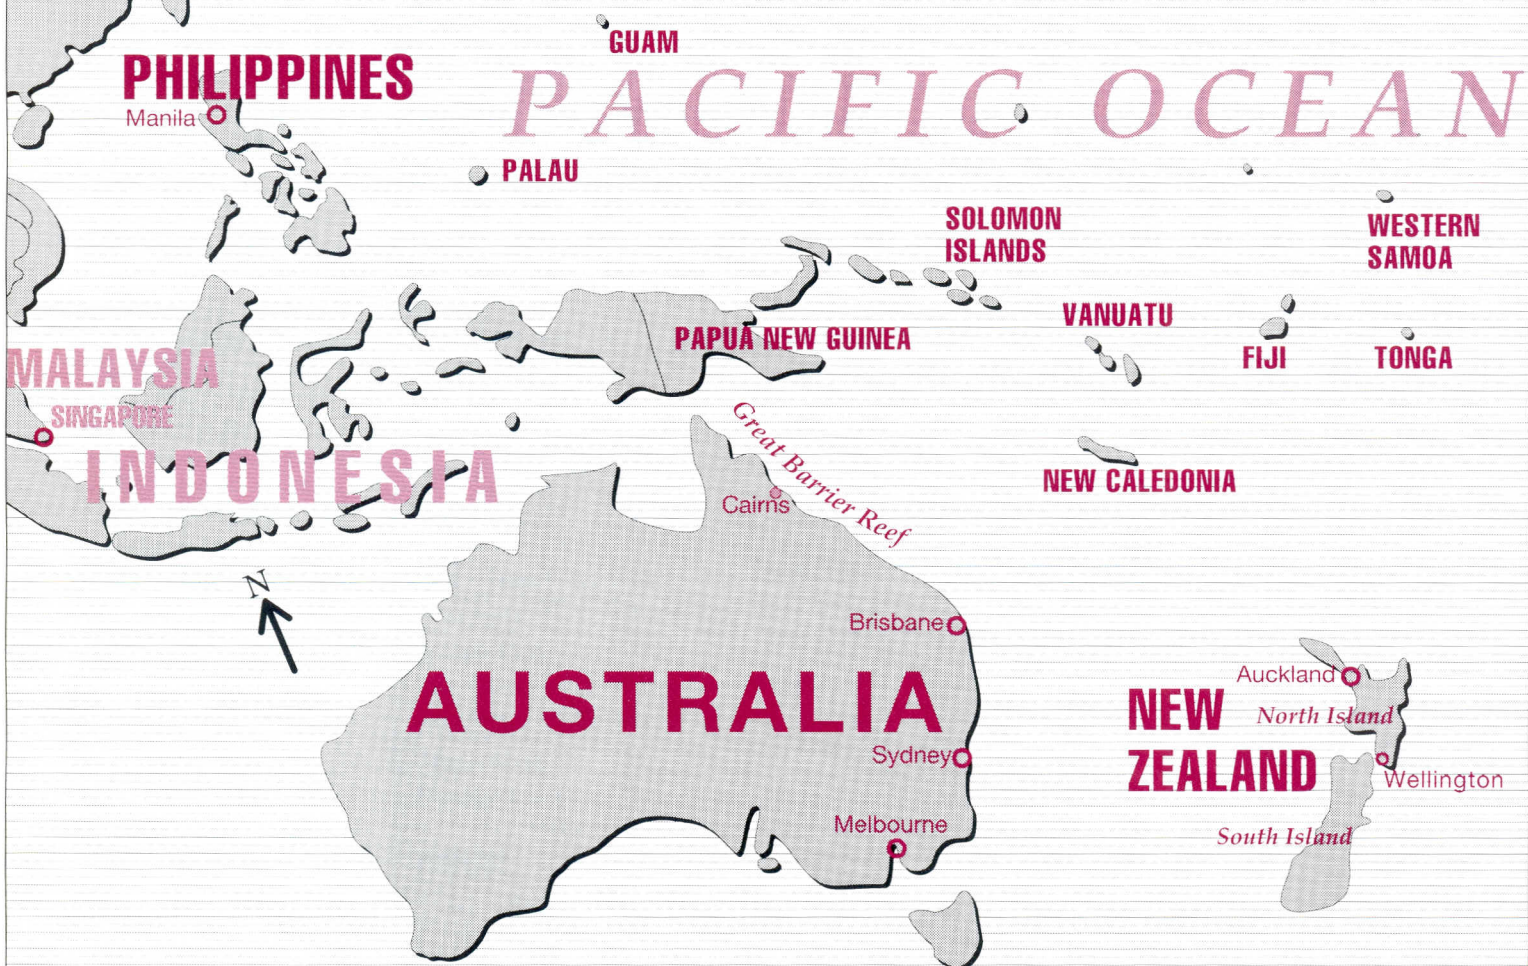 GUAM
PHILIPPINES
PACIFIC OCEAN
Manila
PALAU
SOLOMON
ISLANDS
WESTERN
SAMOA
VANUATU
PAPUA NEW GUINEA
FIJI
TONGA
MALAYSIA
SINGAPORE
Great Barrier Reef
INDONESIA
NEW CALEDONIA
Cairns
N
Brisbane
AUSTRALIA
Auckland
NEW
ZEALAND
North Island
Sydney
Wellington
Melbourne
South Island